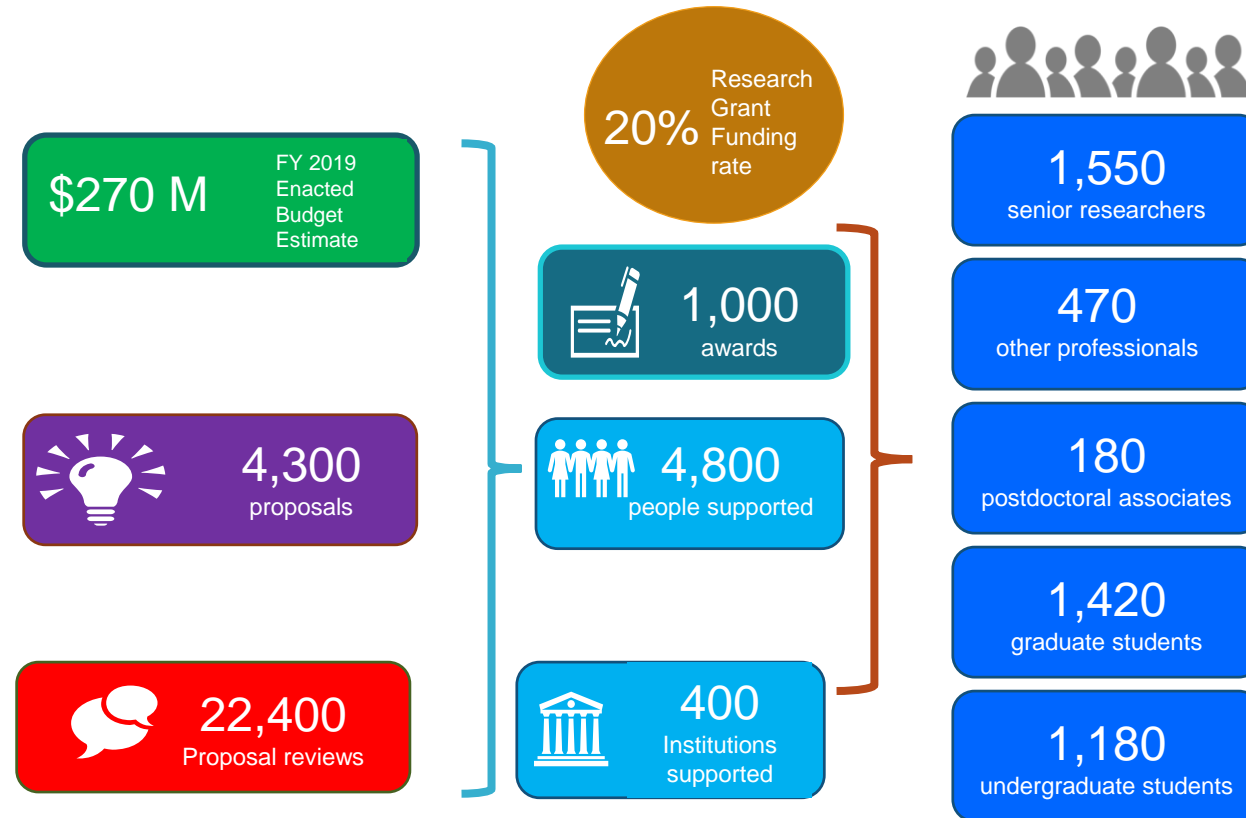 $270 M
FY 2019
Enacted
Budget
Estimate
4,300
proposals
22,400
Proposal reviews
20%
Research
Grant
Funding
rate
1,000
awards
4,800
people supported
400
Institutions
supported
1,550
senior researchers
470
other professionals
180
postdoctoral associates
1,420
graduate students
1,180
undergraduate students